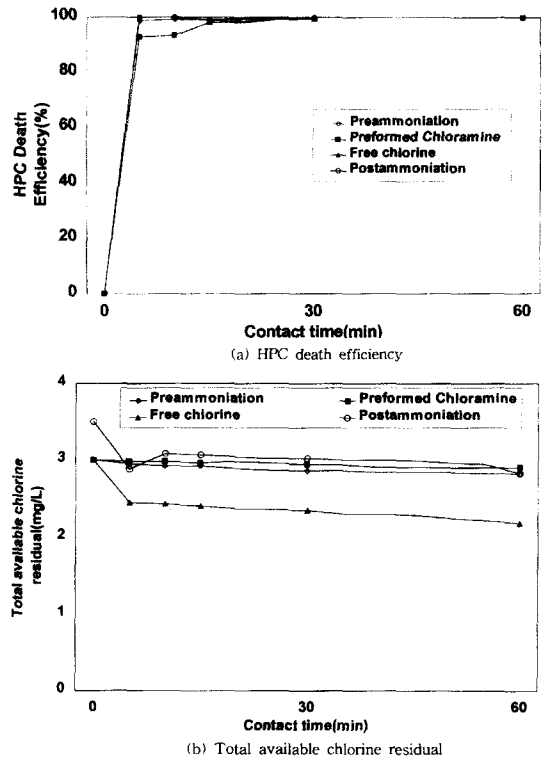 100
80
60
40
20
0
HPC Death
Efficiency(%)
Preammoniation
Preformed Chloramine
Free chlorine
Postammoniation
0 30 60
Contact time(min)
(a) HPC death efficiency
4
3
2
1
0
Total available chlorine
residual(mg/L)
Preammoniation Preformed Chloramine
Free chlorine Postammoniation
0 30 60
Contact time(min)
(b) Total available chlorine residual